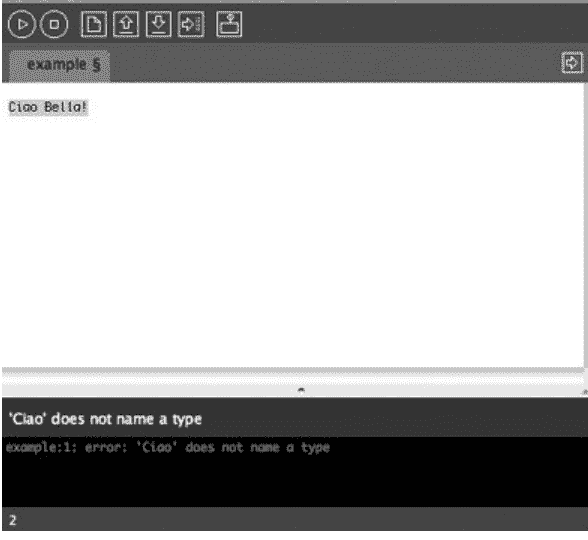 example §
Ciao Bella!
'Ciao' does not name a type
example:1: error: 'Ciao' does not name a type
2